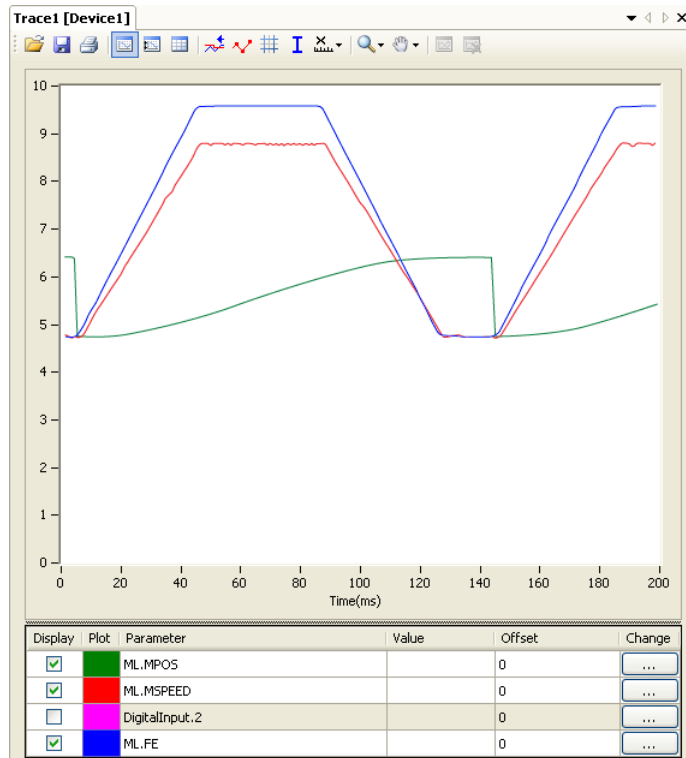 Trace1 [Device1]
10
9
8
7
6
5
4
3
2
1
0
0 20 40 60 80 100 120 140 160 180 200
Time(ms)
Display Plot Parameter Value Offset Change
ML.MPOS 0 ...
ML.MSPEED 0 ...
DigitalInput.2 0 ...
ML.FE 0 ...